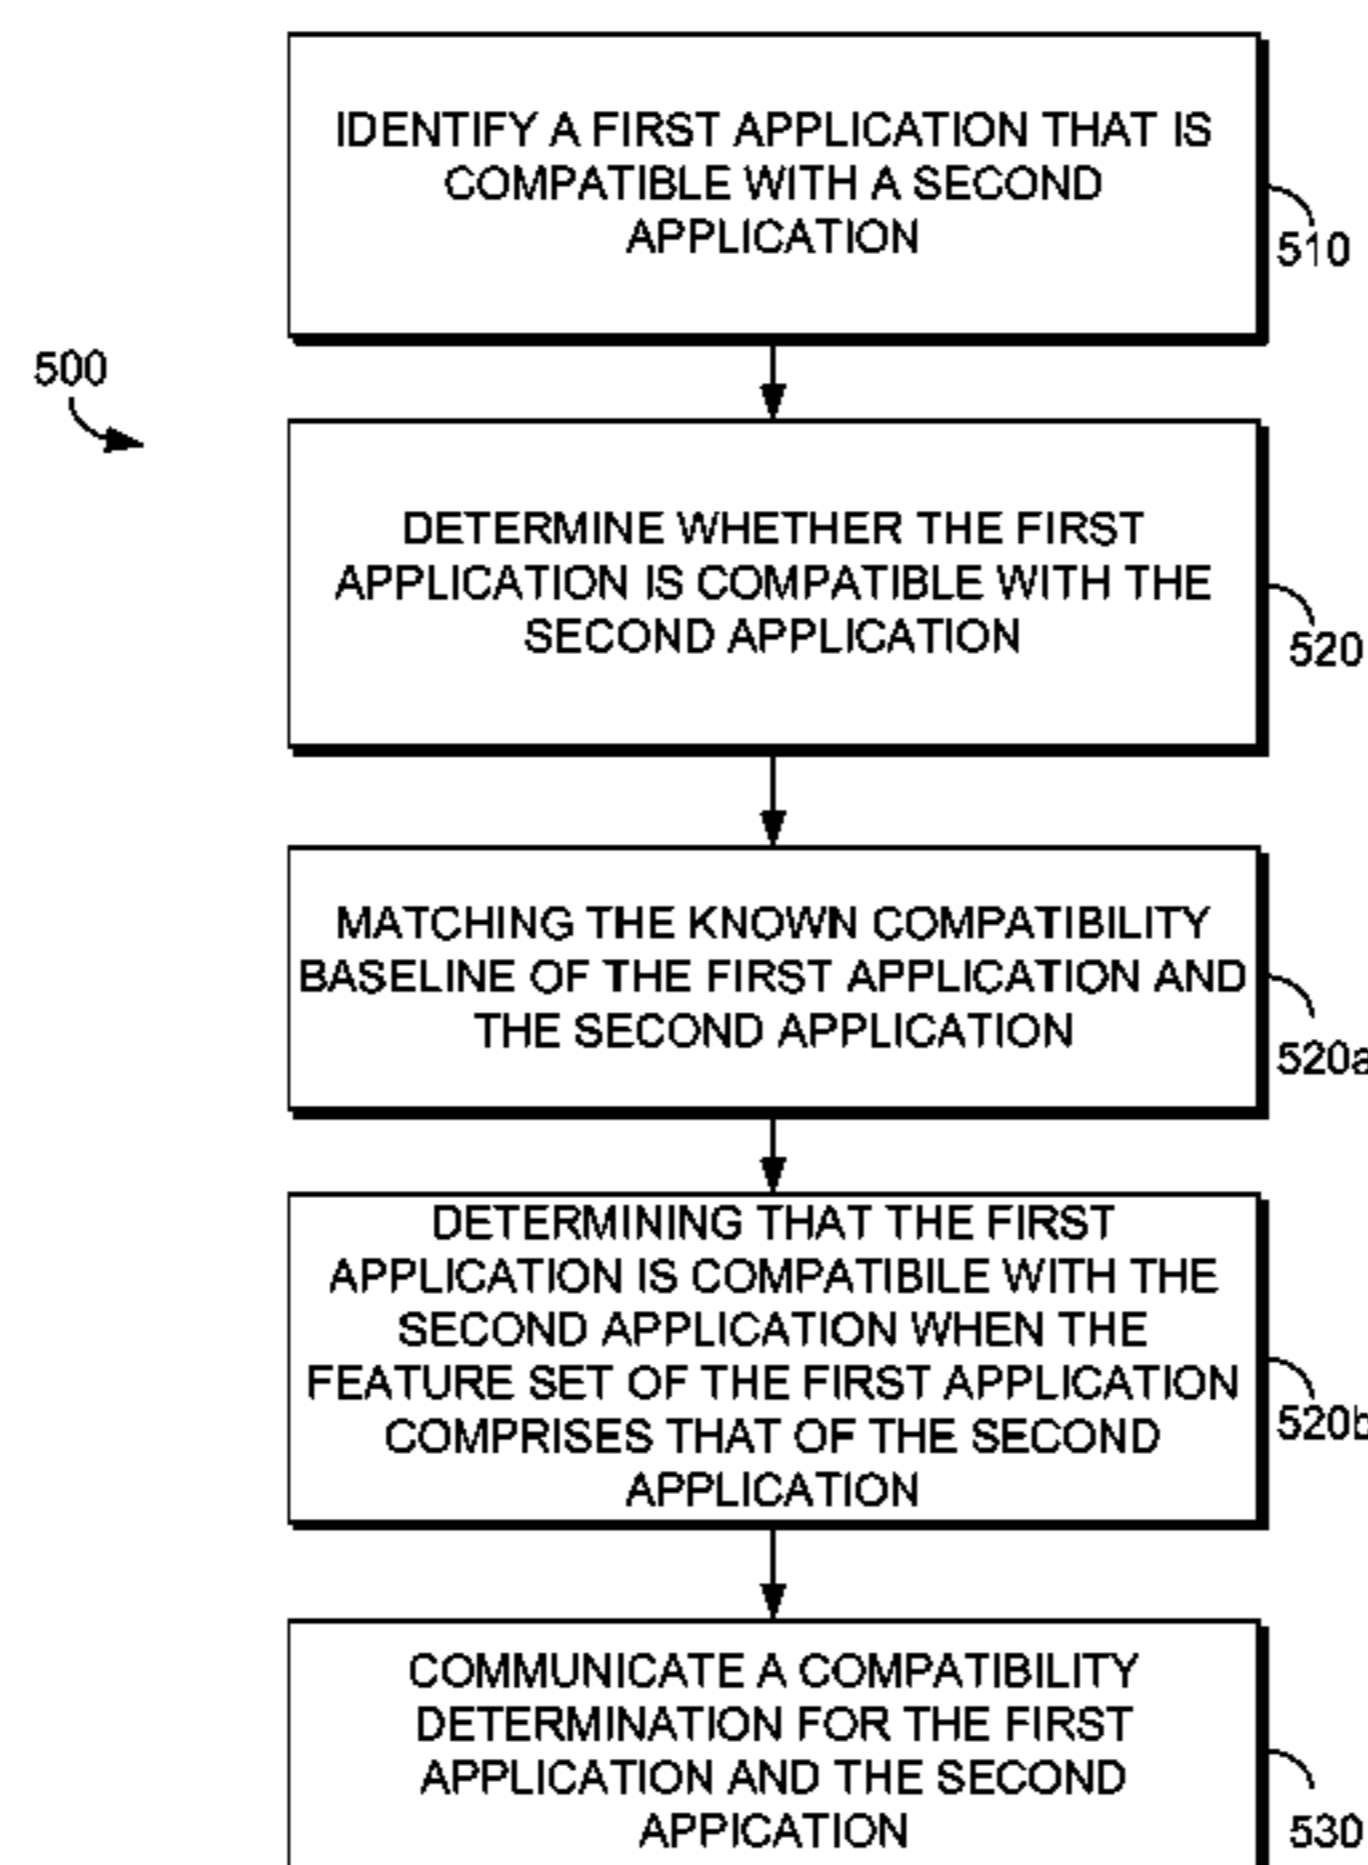 IDENTIFY A FIRST APPLICATION THAT IS
COMPATIBLE WITH A SECOND
APPLICATION
510
500
DETERMINE WHETHER THE FIRST
APPLICATION IS COMPATIBLE WITH THE
SECOND APPLICATION
520
MATCHING THE KNOWN COMPATIBILITY
BASELINE OF THE FIRST APPLICATION AND
THE SECOND APPLICATION
520a
DETERMINING THAT THE FIRST
APPLICATION IS COMPATIBILE WITH THE
SECOND APPLICATION WHEN THE
FEATURE SET OF THE FIRST APPLICATION
COMPRISES THAT OF THE SECOND
APPLICATION
520b
COMMUNICATE A COMPATIBILITY
DETERMINATION FOR THE FIRST
APPLICATION AND THE SECOND
APPICATION
530